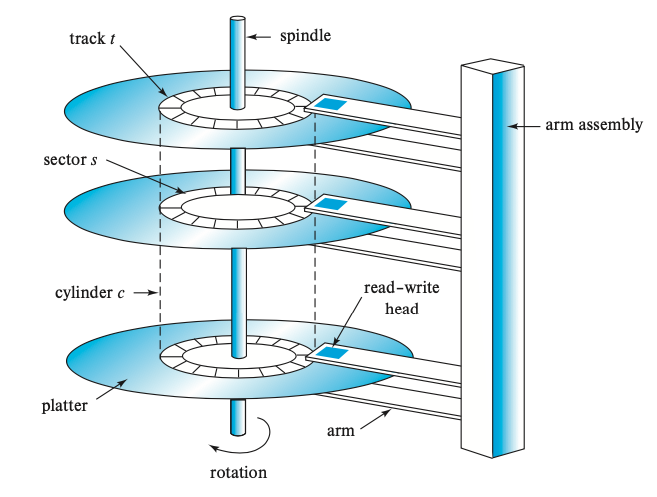 spindle
track t
arm assembly
sector s
cylinder c
read-write
head
platter
arm
rotation